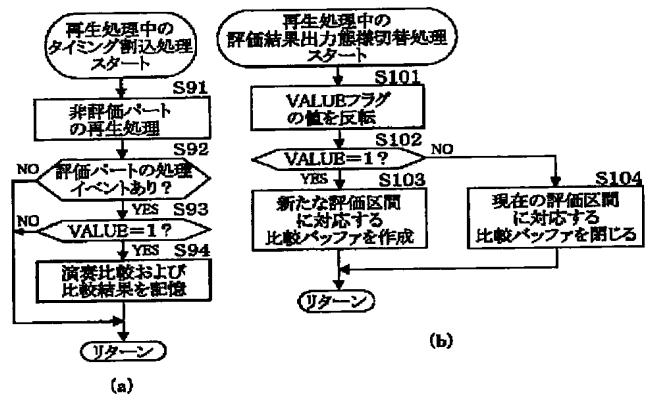 再生処理中の
タイミング割込処理
スタート
S91
非評価パート
の再生処理
S92
NO
評価パートの処理
イベントあり？
YES
S93
NO
VALUE=1？
YES
S94
演奏比較および
比較結果を記憶
リターン
(a)
再生処理中の
評価結果出力態様切替処理
スタート
S101
VALUEフラグ
の値を反転
S102
VALUE=1？
NO
YES
S103
新たな評価区間
に対応する
比較バッファを作成
S104
現在の評価区間
に対応する
比較バッファを閉じる
リターン
(b)